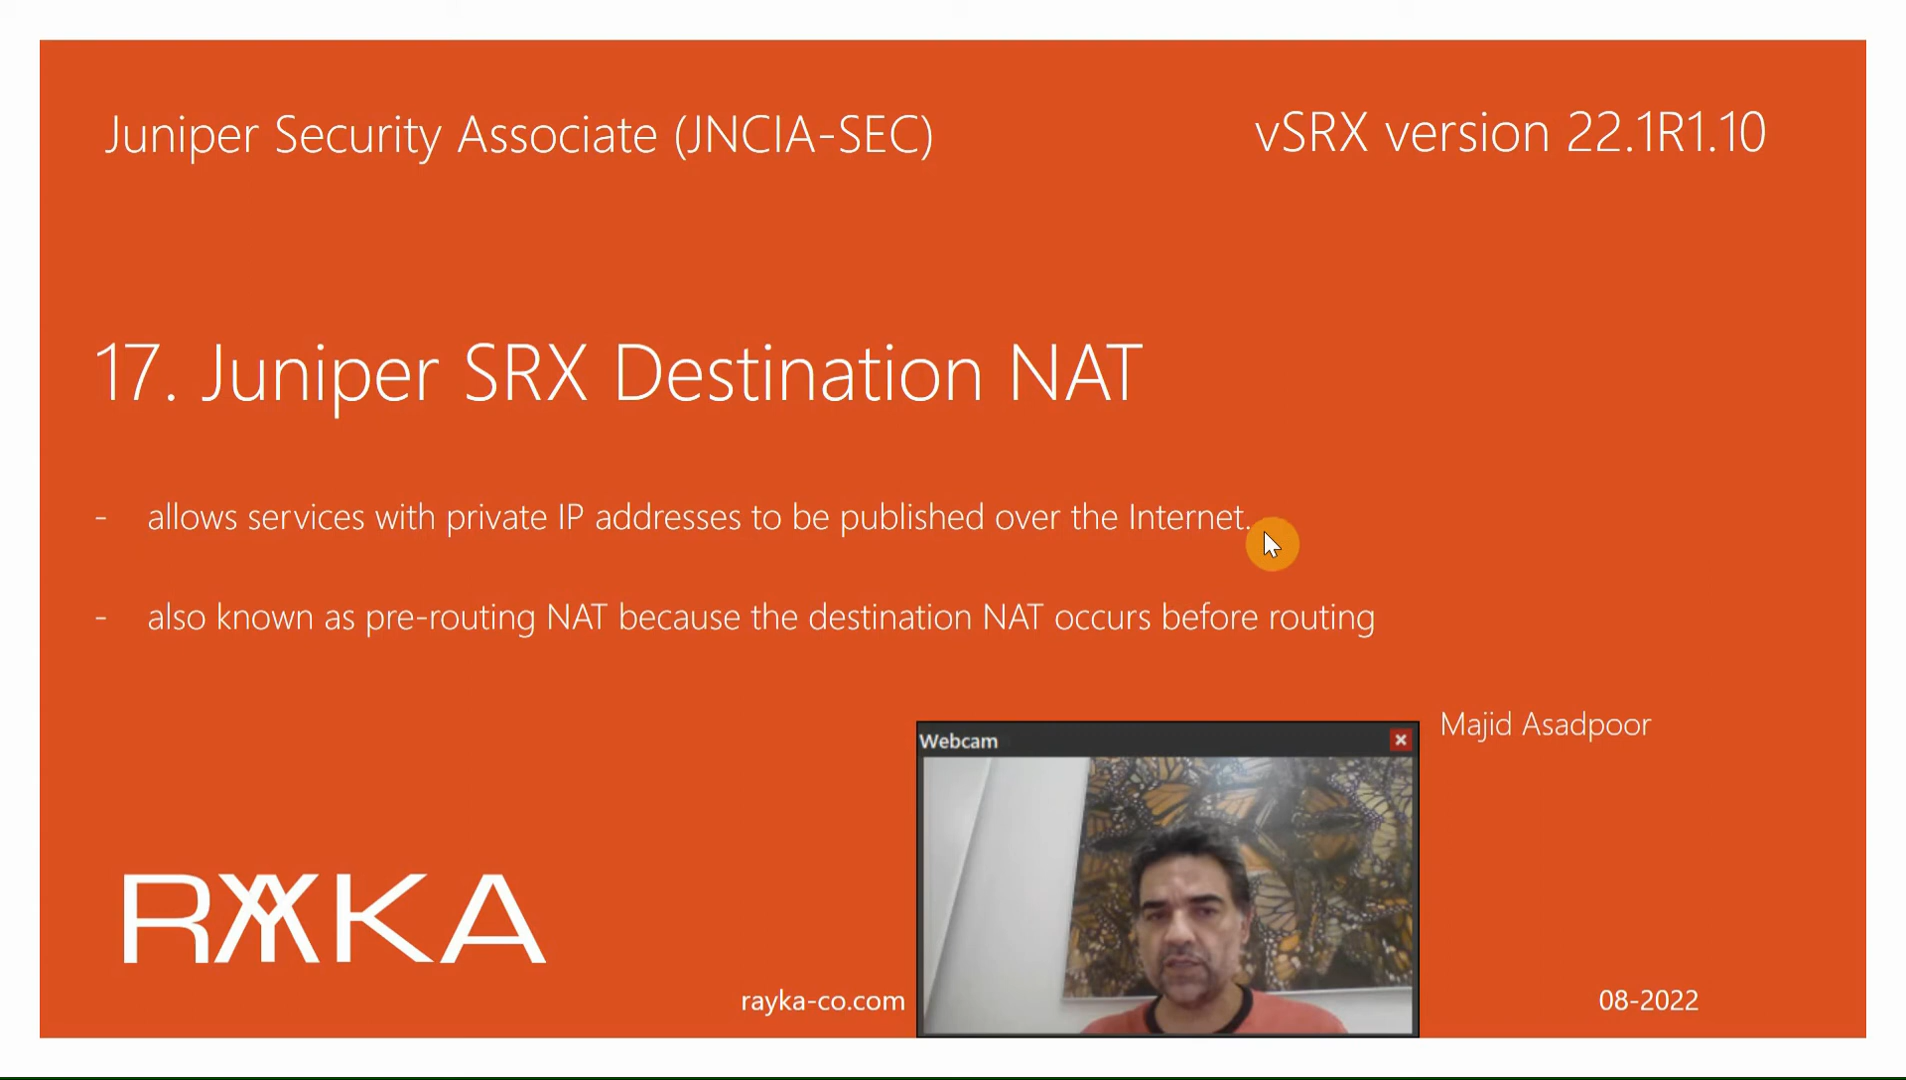 Juniper Security Associate (JNCIA-SEC)
vSRX version 22.1R1.10
17. Juniper SRX Destination NAT
- allows services with private IP addresses to be published over the Internet.
- also known as pre-routing NAT because the destination NAT occurs before routing
Majid Asadpoor
Webcam
RAYKA
rayka-co.com
08-2022